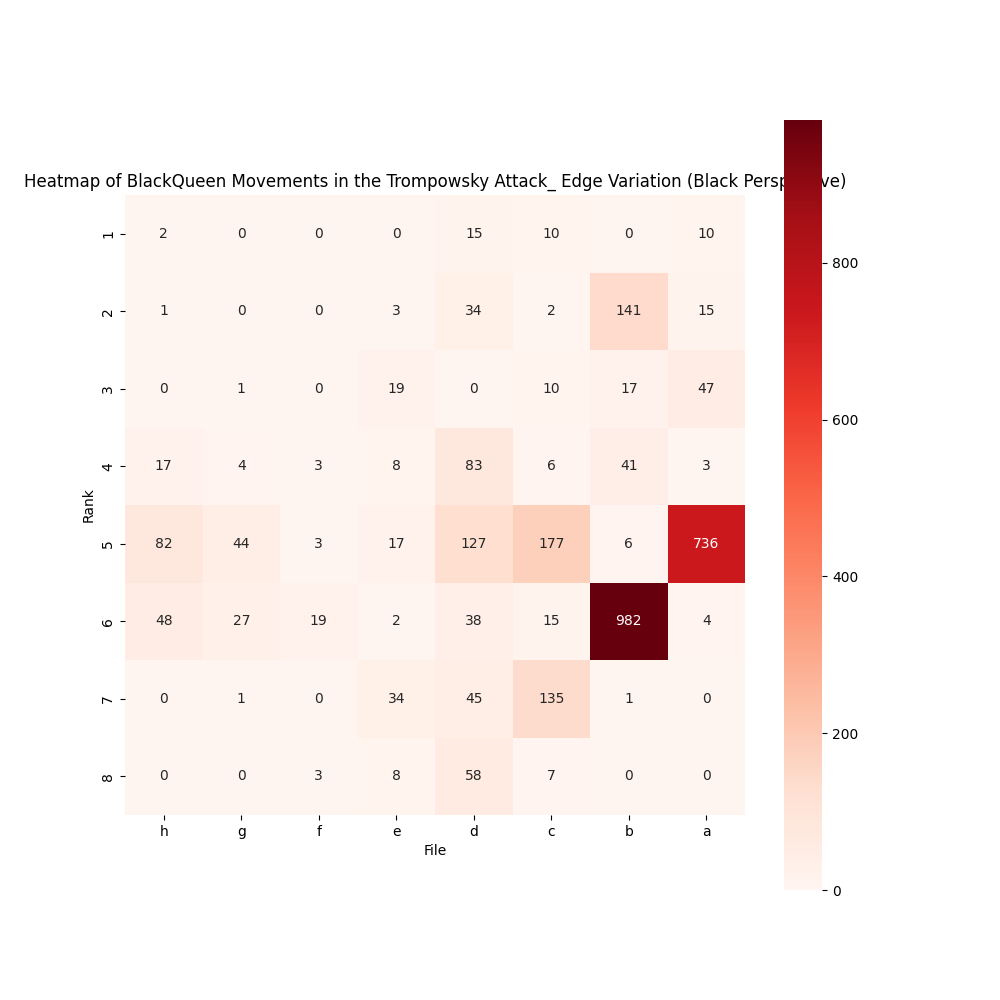 Heatmap of BlackQueen Movements in the Trompowsky Attack_ Edge Variation (Black Perspective)
1 2 0 0 0 15 10 0 10
2 1 0 0 3 34 2 141 15
3 0 1 0 19 0 10 17 47
4 17 4 3 8 83 6 41 3
5 82 44 3 17 127 177 6 736
6 48 27 19 2 38 15 982 4
7 0 1 0 34 45 135 1 0
8 0 0 3 8 58 7 0 0
Rank
h g f e d c b a
File
800
600
400
200
0